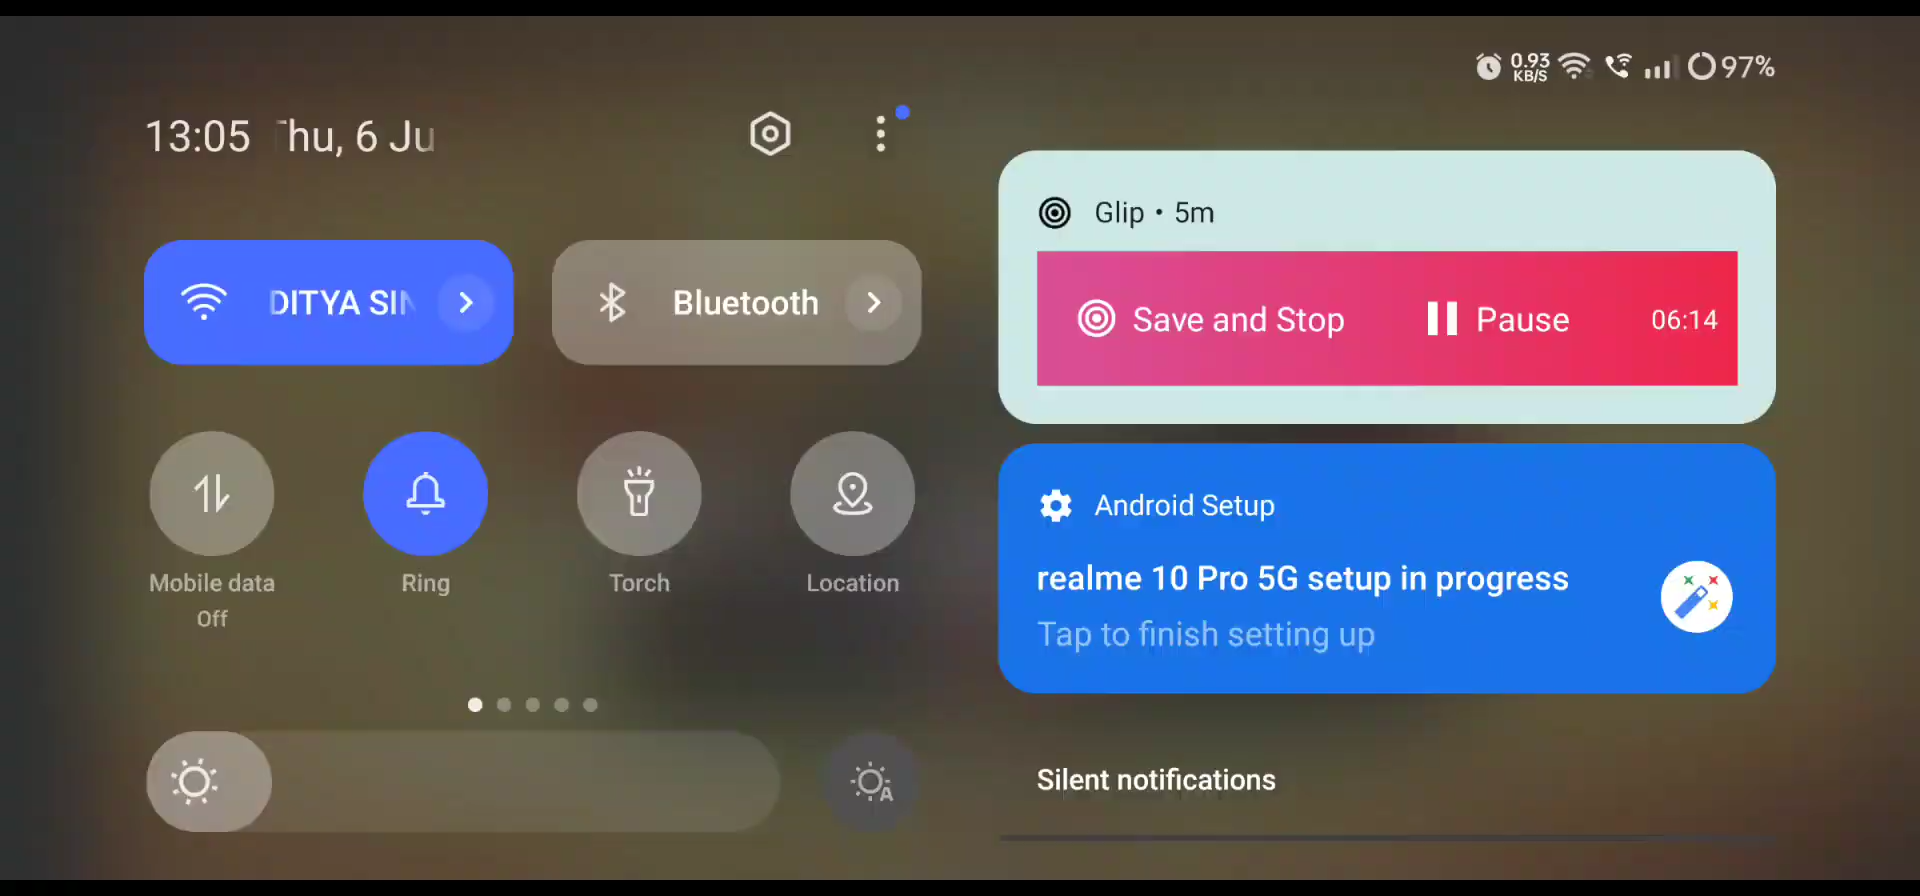 0.93
KB/S
97%
13:05 Thu, 6 Ju
DITYA SIN
Bluetooth
Mobile data
Off
Ring
Torch
Location
Glip • 5m
Save and Stop
Pause
06:14
Android Setup
realme 10 Pro 5G setup in progress
Tap to finish setting up
Silent notifications